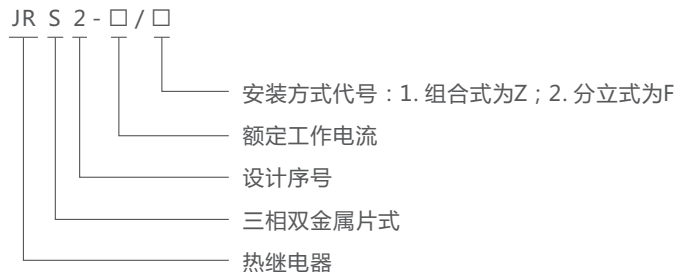 JR S 2 - □ / □
安装方式代号：1. 组合式为Z；2. 分立式为F
额定工作电流
设计序号
三相双金属片式
热继电器